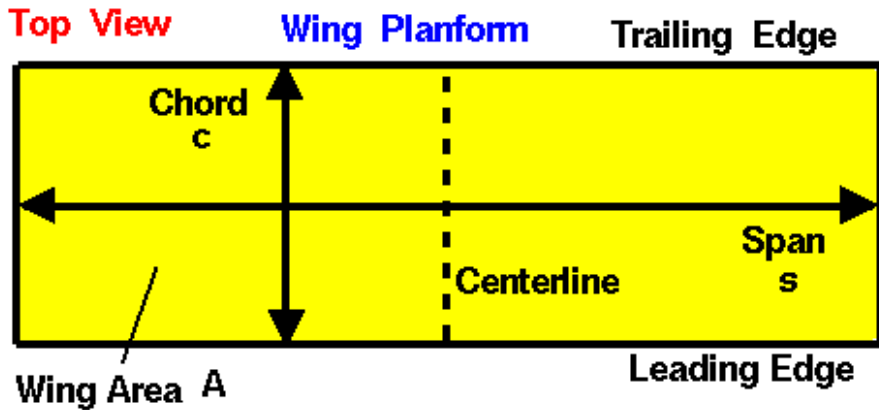 Top View
Wing Planform
Trailing Edge
Chord
c
Span
s
Centerline
Leading Edge
Wing Area A